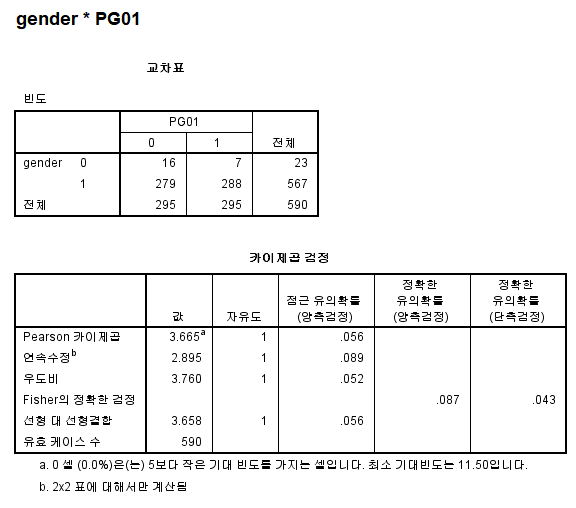 gender * PG01
교차표
빈도
PG01 전체
0 1
gender 0 16 7 23
1 279 288 567
전체 295 295 590
카이제곱 검정
값 자유도 점근 유의확률 (양측검정) 정확한 유의확률 (양측검정) 정확한 유의확률 (단측검정)
Pearson 카이제곱 3.665a 1 .056
연속수정b 2.895 1 .089
우도비 3.760 1 .052
Fisher의 정확한 검정 .087 .043
선형 대 선형결합 3.658 1 .056
유효 케이스 수 590
a. 0 셀 (0.0%)은(는) 5보다 작은 기대 빈도를 가지는 셀입니다. 최소 기대빈도는 11.50입니다.
b. 2x2 표에 대해서만 계산됨